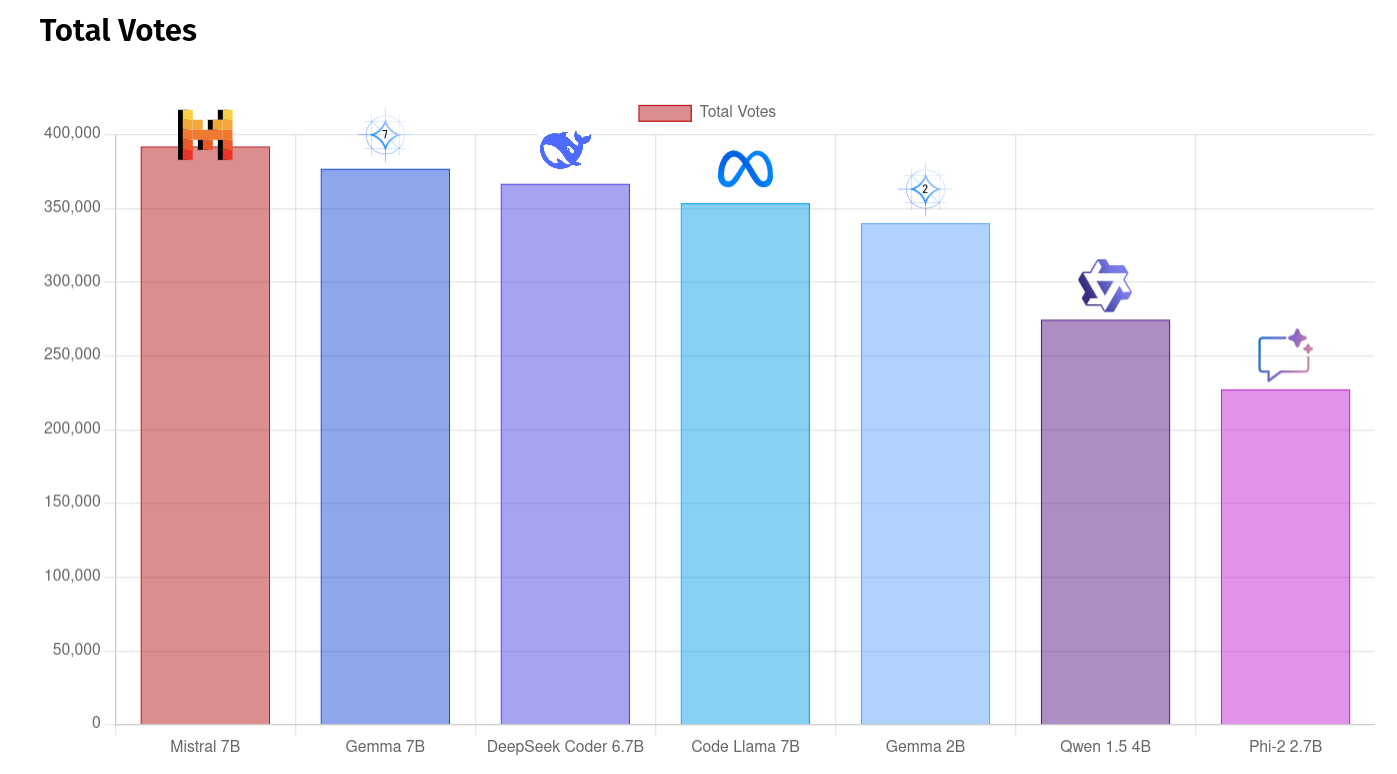 Total Votes
Total Votes
400,000
7
350,000
2
300,000
250,000
200,000
150,000
100,000
50,000
0
Mistral 7B
Gemma 7B
DeepSeek Coder 6.7B
Code Llama 7B
Gemma 2B
Qwen 1.5 4B
Phi-2 2.7B